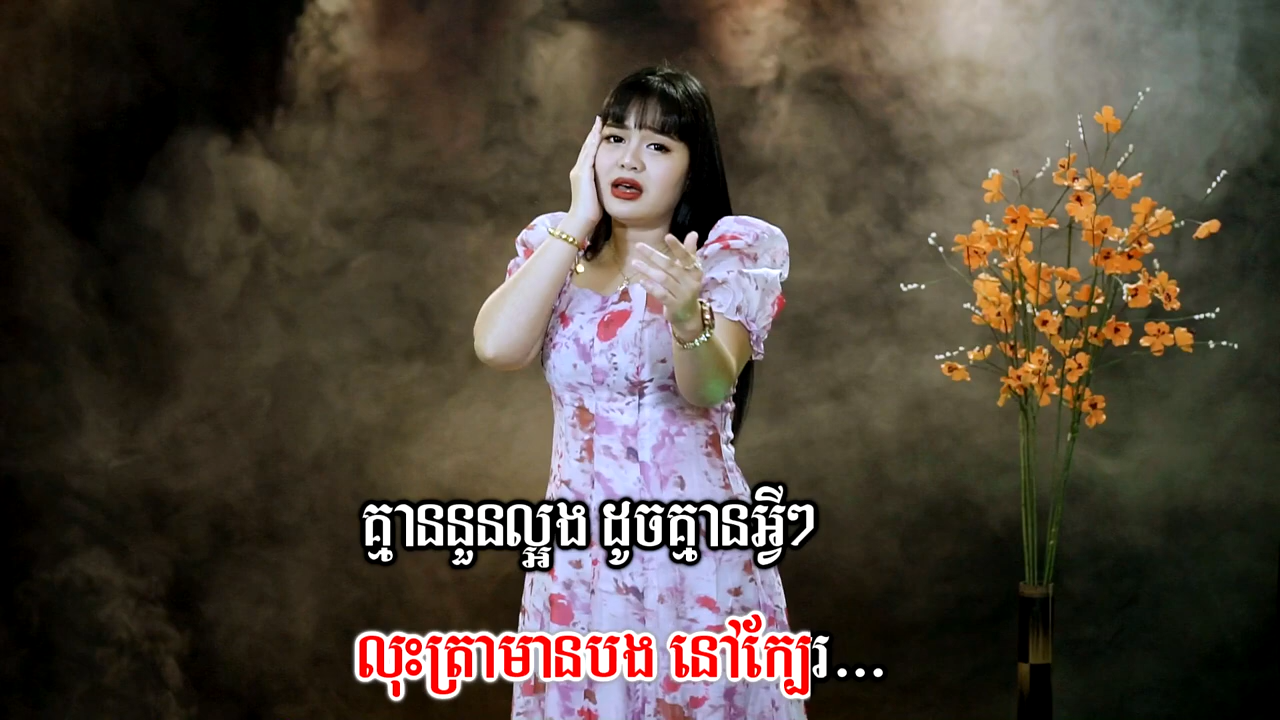 គ្មាននួនល្អង ដូចគ្មានអ្វីៗ
លុះត្រាមានបង នៅក្បែរ...